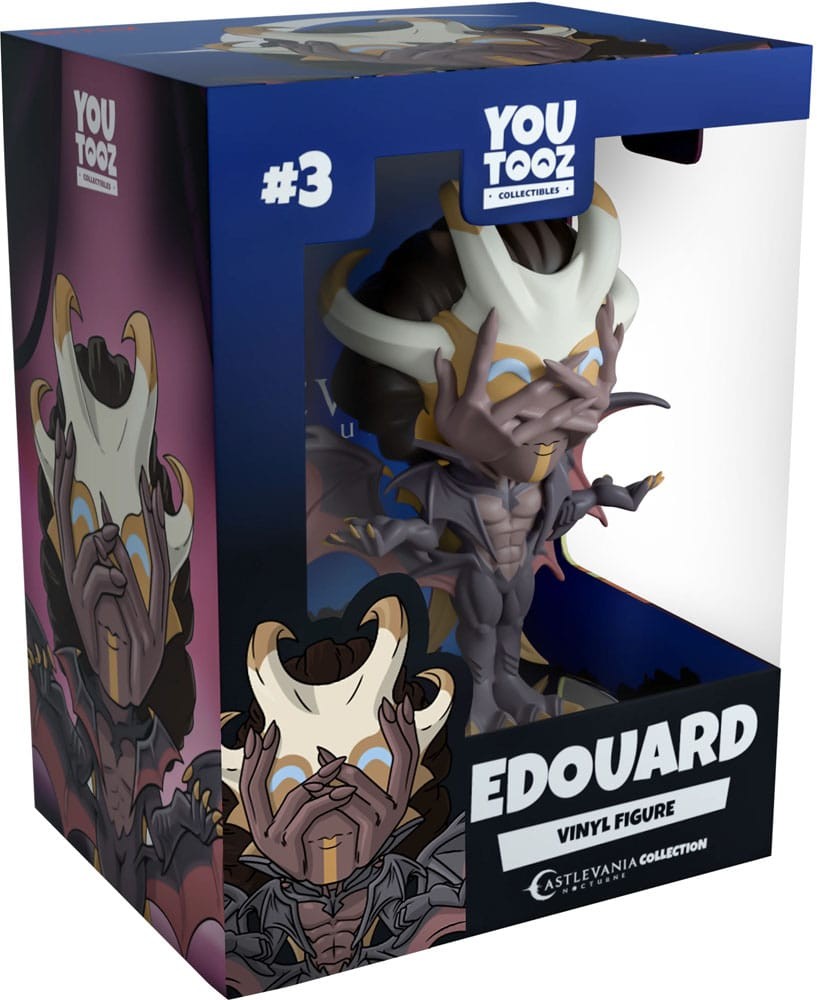 YOU
TOOZ
COLLECTIBLES
#3
YOU
TOOZ
• COLLECTIBLES •
EDOUARD
VINYL FIGURE
CASTLEVANIA COLLECTION
NOCTURNE